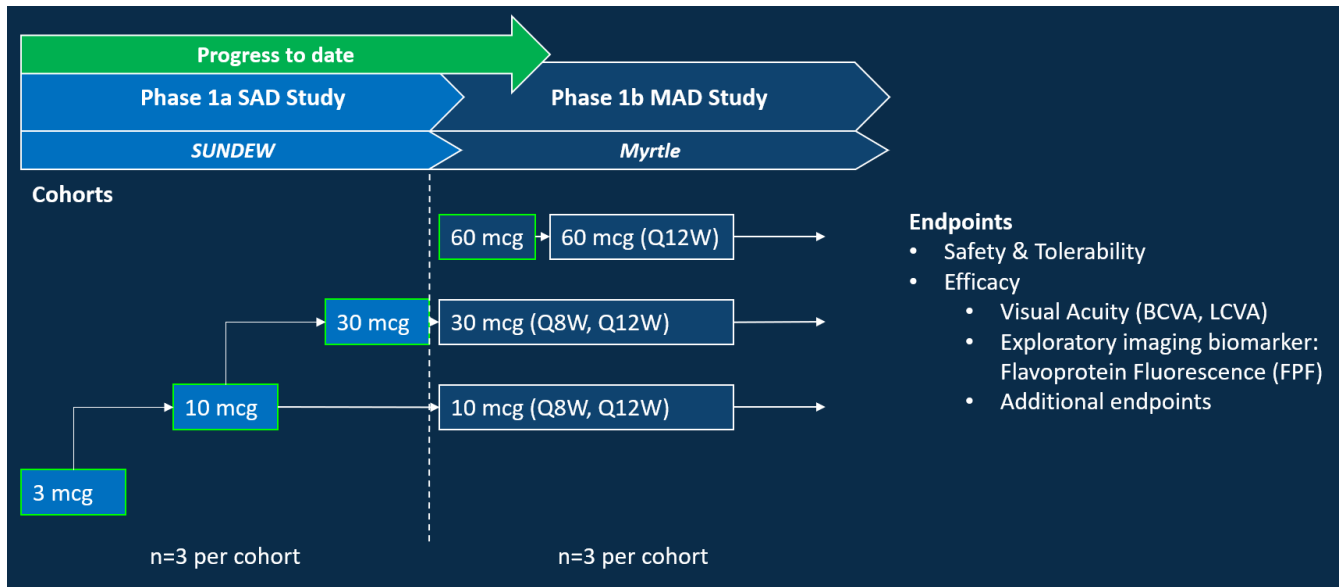 Progress to date
Phase 1a SAD Study
Phase 1b MAD Study
SUNDEW
Myrtle
Cohorts
60 mcg
60 mcg (Q12W)
30 mcg
30 mcg (Q8W, Q12W)
10 mcg
10 mcg (Q8W, Q12W)
3 mcg
n=3 per cohort
n=3 per cohort
Endpoints
• Safety & Tolerability
• Efficacy
• Visual Acuity (BCVA, LCVA)
• Exploratory imaging biomarker:
Flavoprotein Fluorescence (FPF)
• Additional endpoints